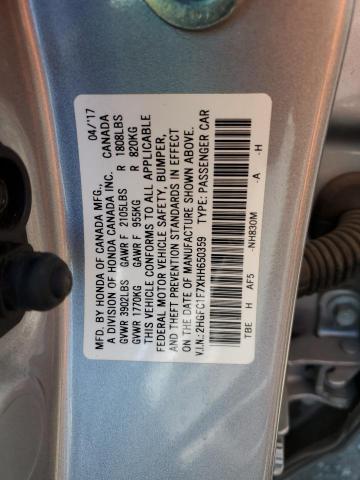 MFD. BY HONDA OF CANADA MFG., 04/'17
A DIVISION OF HONDA CANADA INC. CANADA
GVWR 3902LBS GAWR F 2105LBS R 1808LBS
GVWR 1770KG GAWR F 955KG R 820KG
THIS VEHICLE CONFORMS TO ALL APPLICABLE
FEDERAL MOTOR VEHICLE SAFETY, BUMPER,
AND THEFT PREVENTION STANDARDS IN EFFECT
ON THE DATE OF MANUFACTURE SHOWN ABOVE.
V.I.N.:2HGFC1F7XHH650359 TYPE: PASSENGER CAR
TBE H AF5 -NH830M -A -H